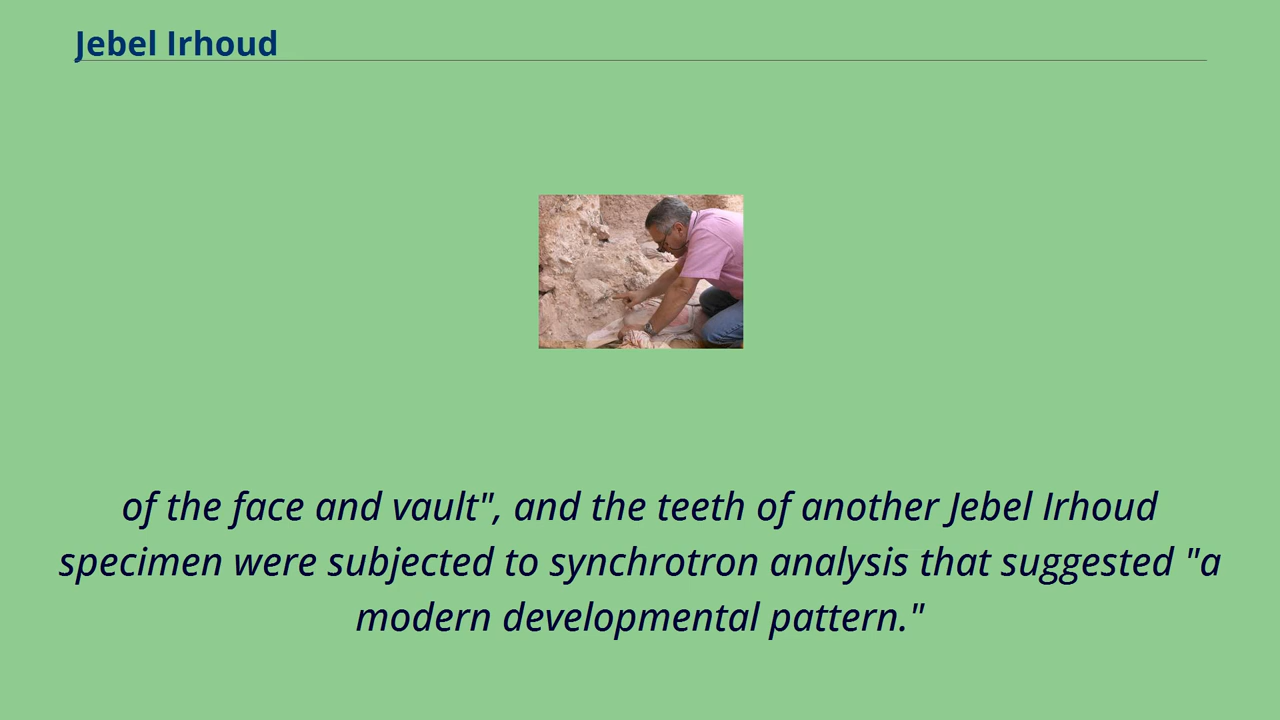 Jebel Irhoud
of the face and vault", and the teeth of another Jebel Irhoud
specimen were subjected to synchrotron analysis that suggested "a
modern developmental pattern."